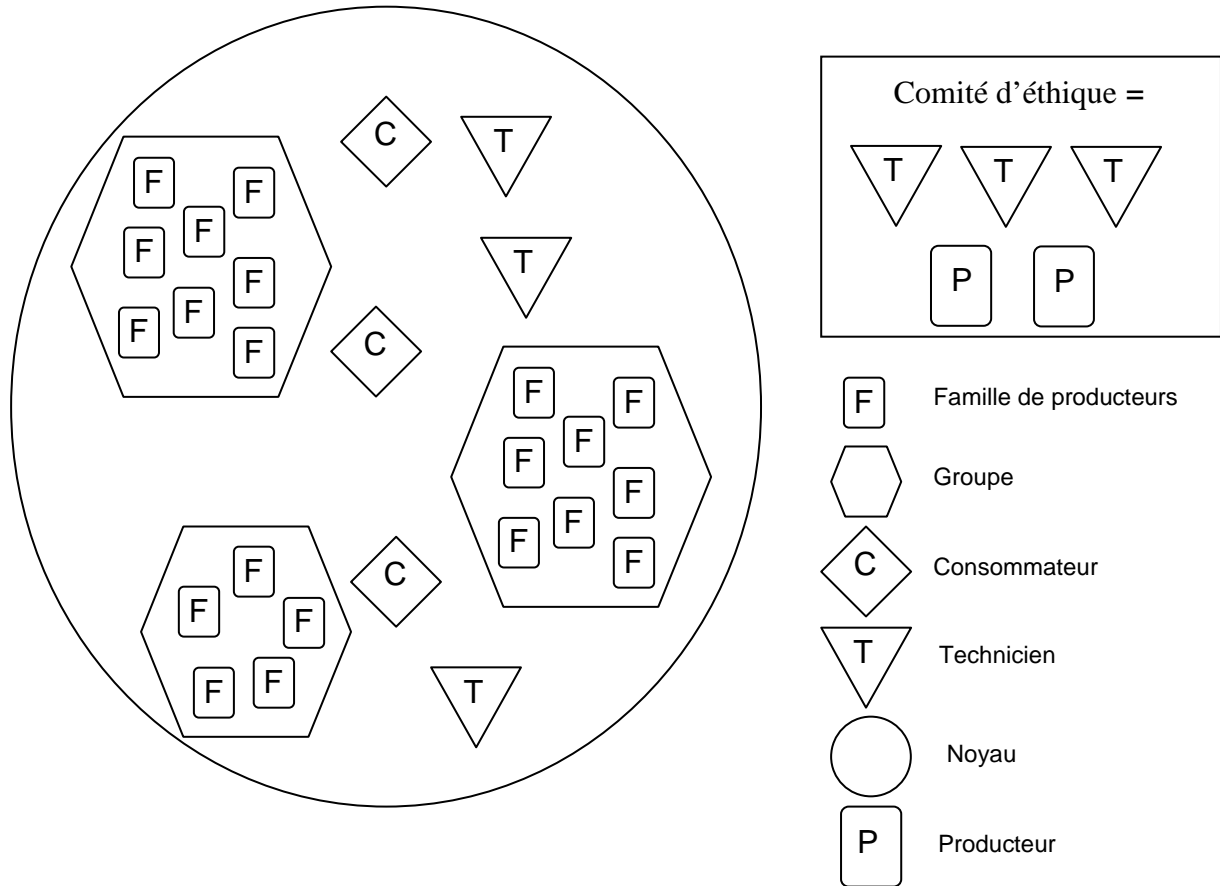 C T
F F
F
F T
F
F
F
F C
F
F F
F
F
F
F
F
F
F
C
F
F F
F F
T
Comité d'éthique =
T T T
P P
F Famille de producteurs
Groupe
C Consommateur
T Technicien
Noyau
P Producteur